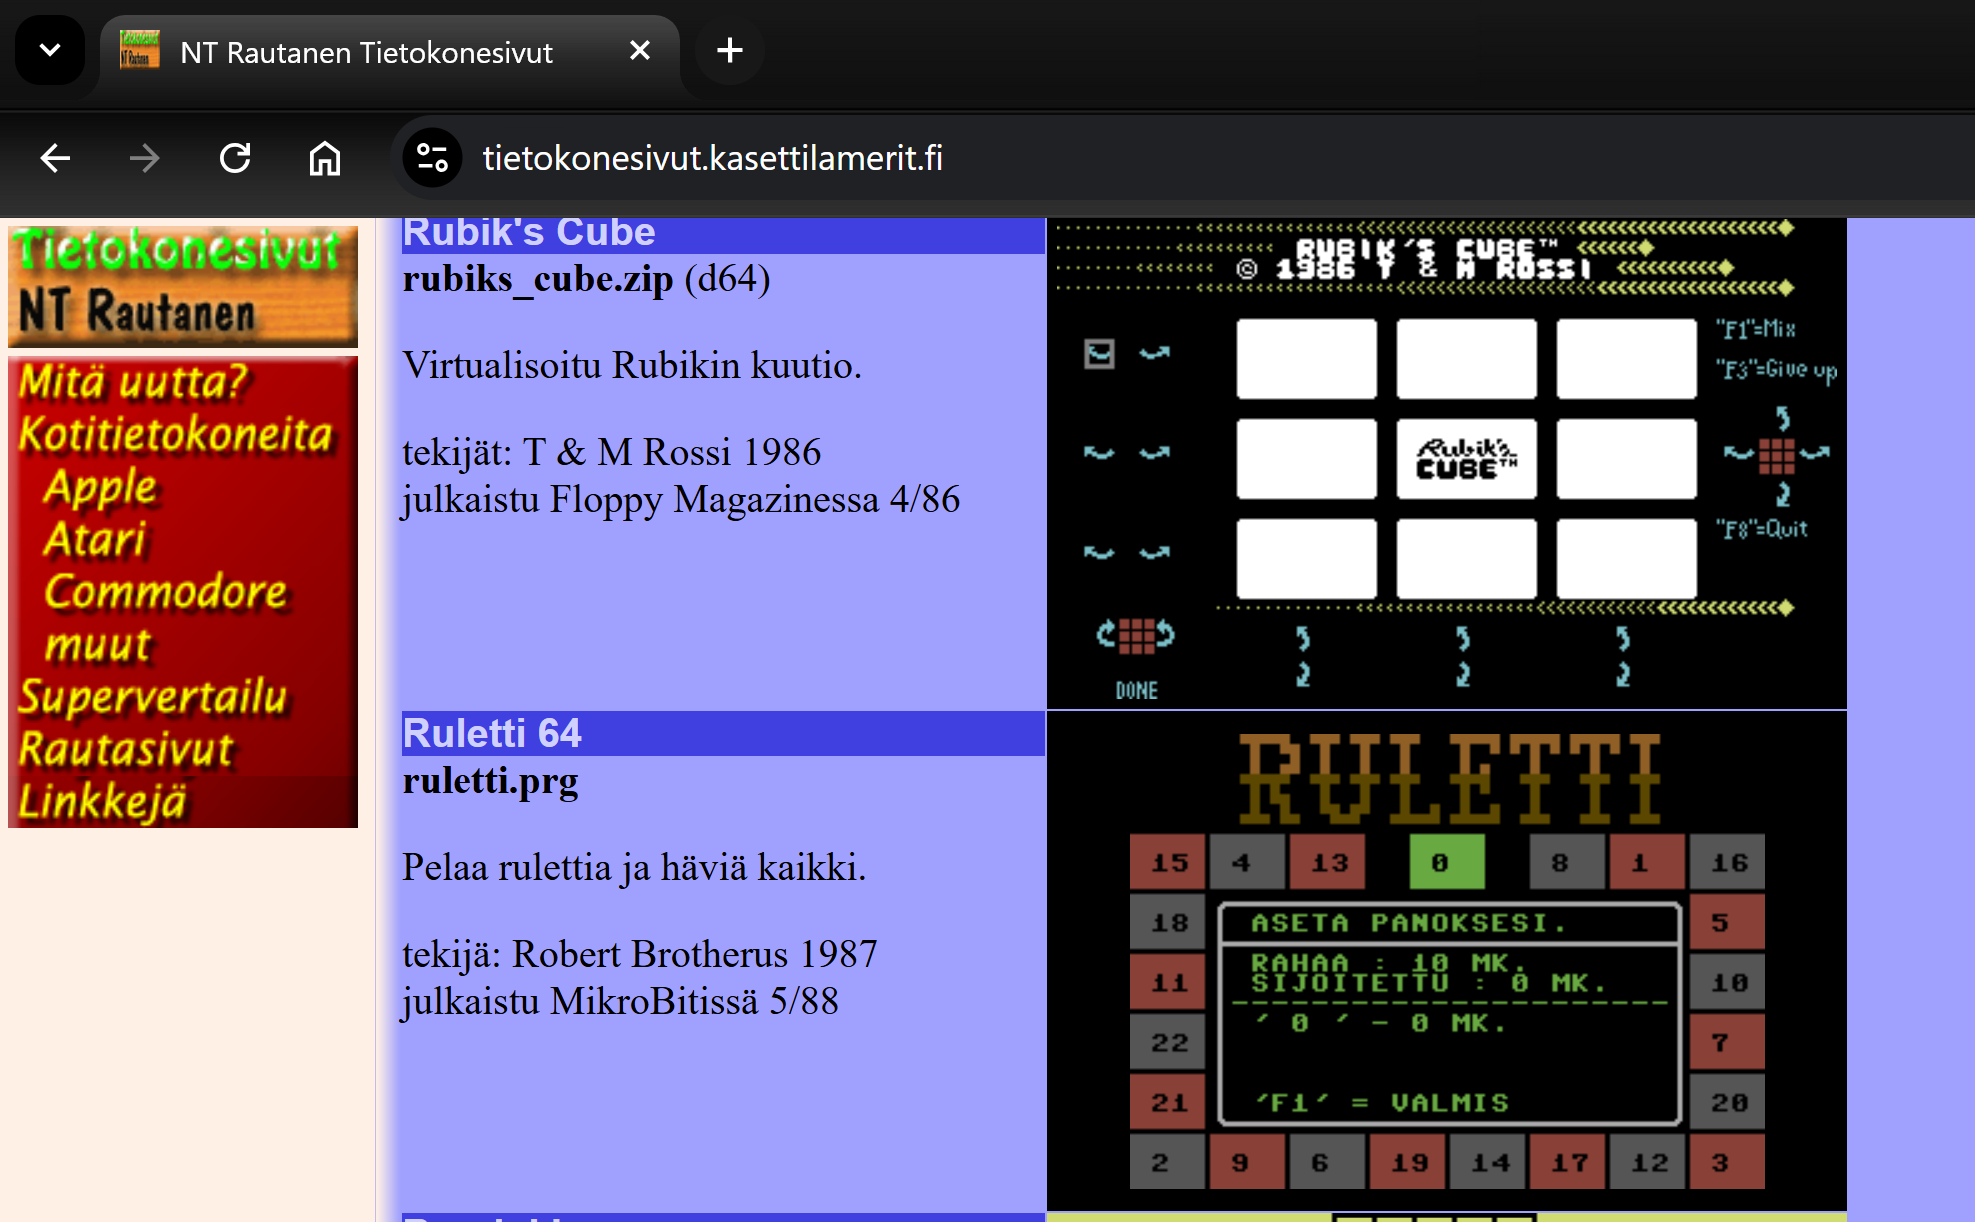 NT Rautanen Tietokonesivut
tietokonesivut.kasettilamerit.fi
Tietokonesivut
NT Rautanen
Mitä uutta?
Kotitietokoneita
Apple
Atari
Commodore
muut
Supervertailu
Rautasivut
Linkkejä
Rubik's Cube
rubiks_cube.zip (d64)
Virtualisoitu Rubikin kuutio.
tekijät: T & M Rossi 1986
julkaistu Floppy Magazinessa 4/86
RUBIK'S CUBE™
© 1986 T & M ROSSI
"F1"=Mix
"F3"=Give up
Rubik's
CUBE™
"F8"=Quit
DONE
Ruletti 64
ruletti.prg
Pelaa rulettia ja häviä kaikki.
tekijä: Robert Brotherus 1987
julkaistu MikroBitissä 5/88
RULETTI
15 4 13 0 8 1 16
18 ASETA PANOKSESI. 5
RAHAA : 10 MK.
11 SIJOITETTU : 0 MK. 10
' 0 ' - 0 MK.
22 7
21 'F1' = VALMIS 20
2 9 6 19 14 17 12 3